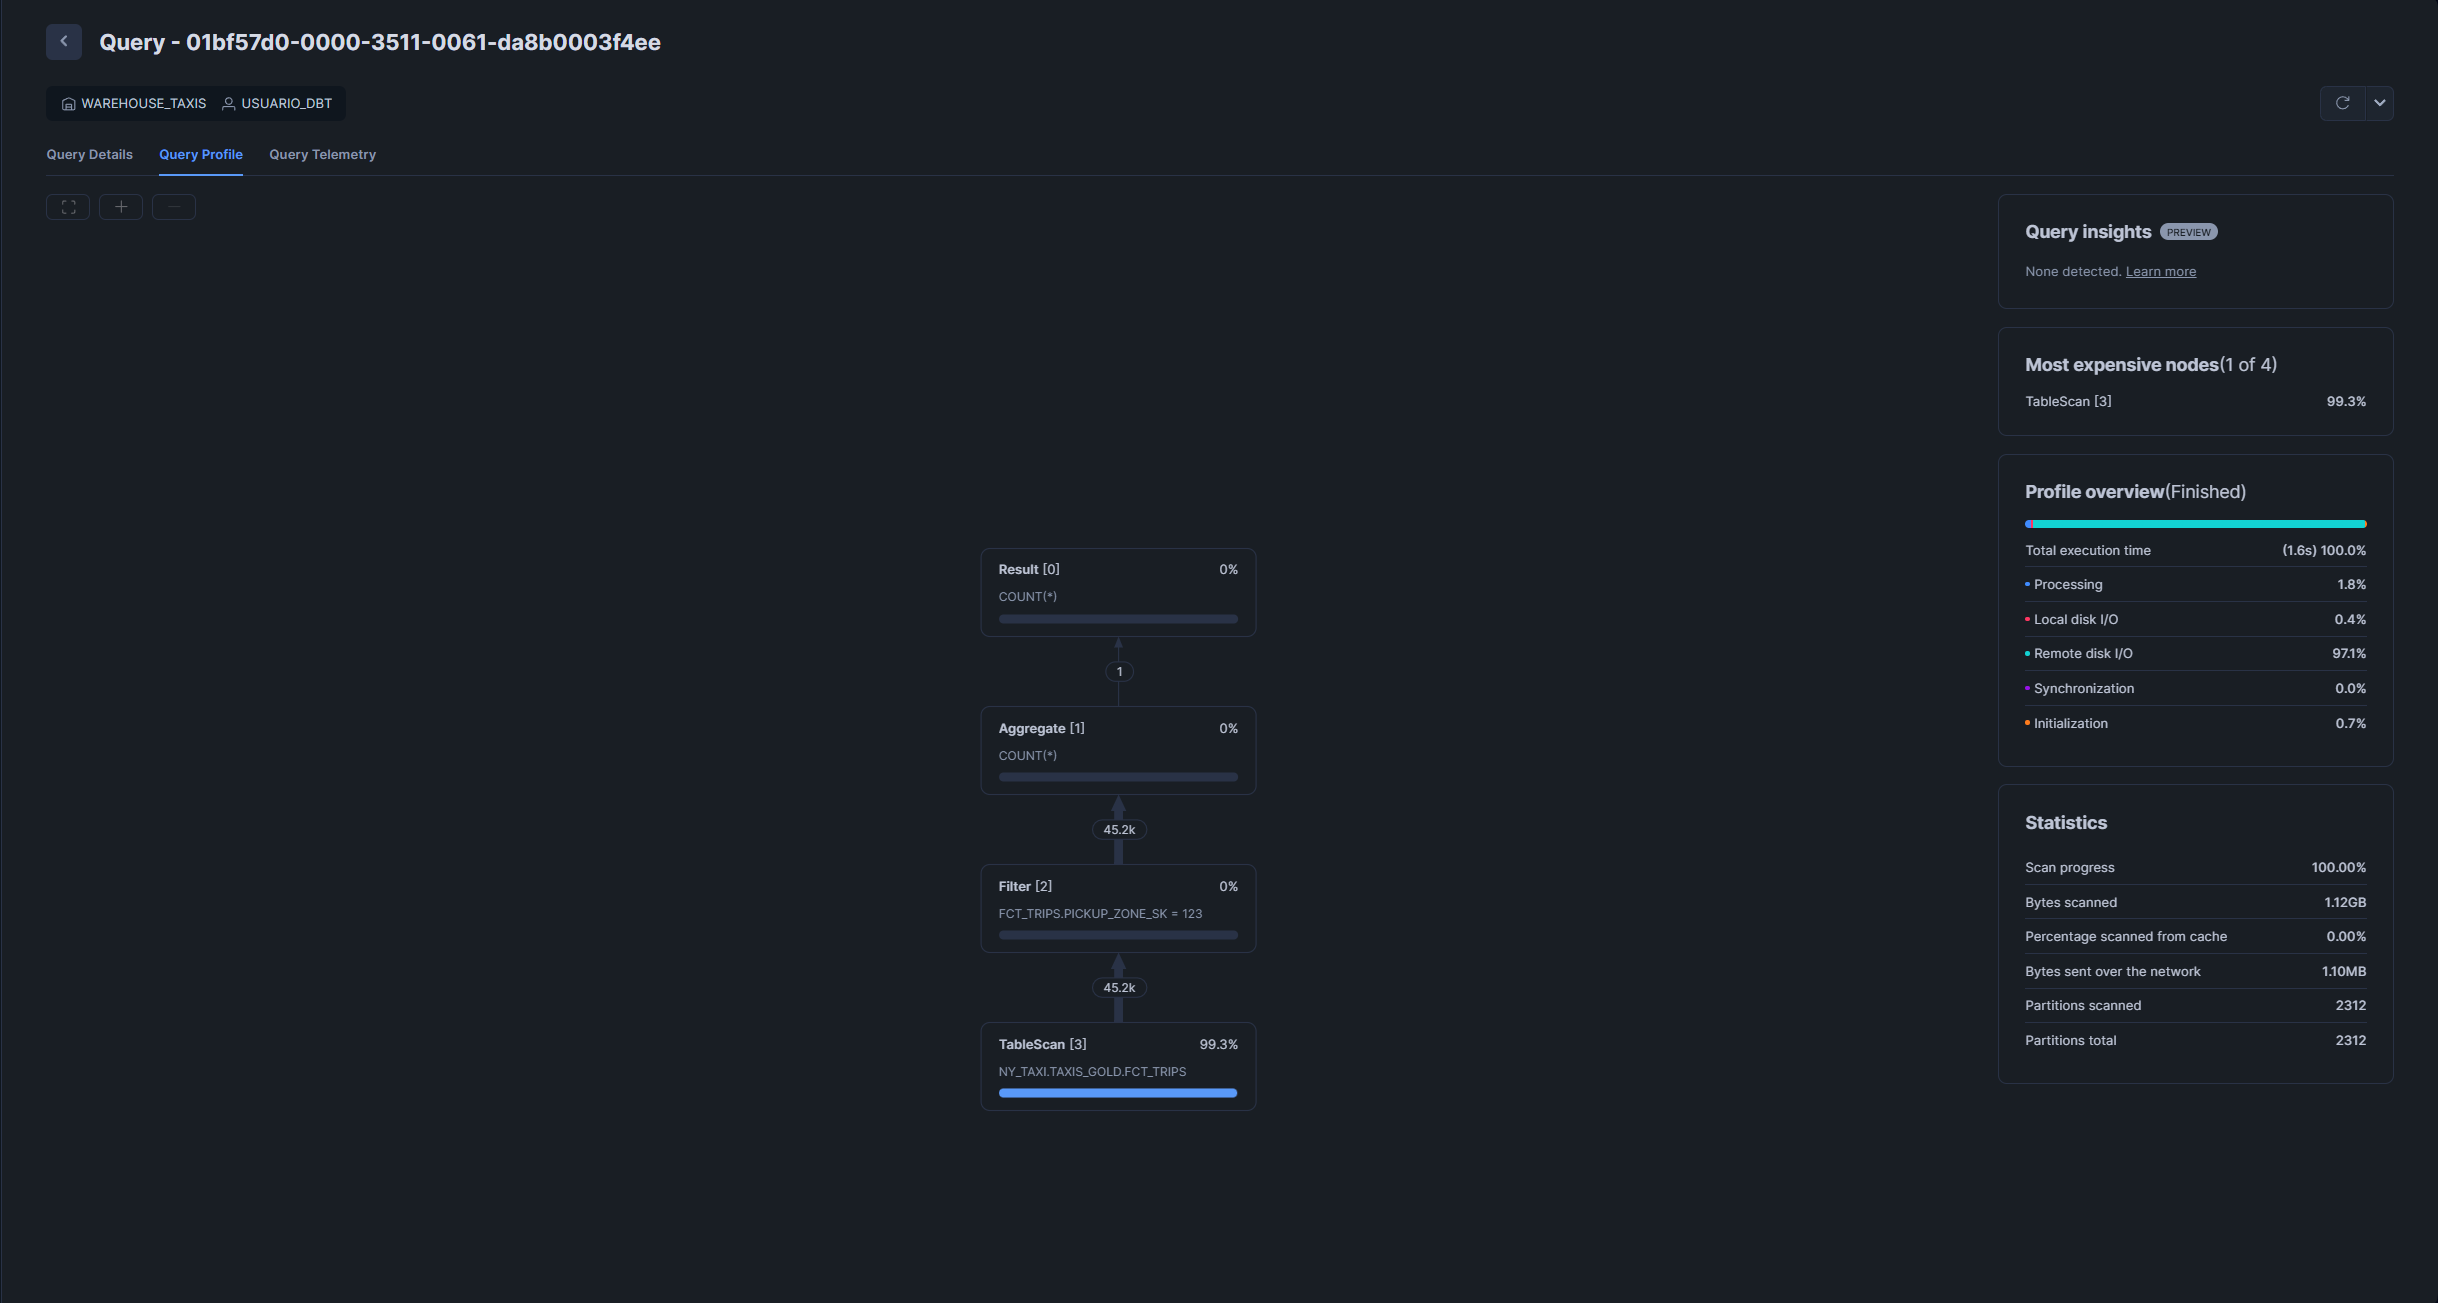 Query - 01bf57d0-0000-3511-0061-da8b0003f4ee
WAREHOUSE_TAXIS USUARIO_DBT
Query Details Query Profile Query Telemetry
Result [0] 0%
COUNT(*)
1
Aggregate [1] 0%
COUNT(*)
45.2k
Filter [2] 0%
FCT_TRIPS.PICKUP_ZONE_SK = 123
45.2k
TableScan [3] 99.3%
NY_TAXI.TAXIS_GOLD.FCT_TRIPS
Query insights PREVIEW
None detected. Learn more
Most expensive nodes(1 of 4)
TableScan [3] 99.3%
Profile overview(Finished)
Total execution time (1.6s) 100.0%
Processing 1.8%
Local disk I/O 0.4%
Remote disk I/O 97.1%
Synchronization 0.0%
Initialization 0.7%
Statistics
Scan progress 100.00%
Bytes scanned 1.12GB
Percentage scanned from cache 0.00%
Bytes sent over the network 1.10MB
Partitions scanned 2312
Partitions total 2312